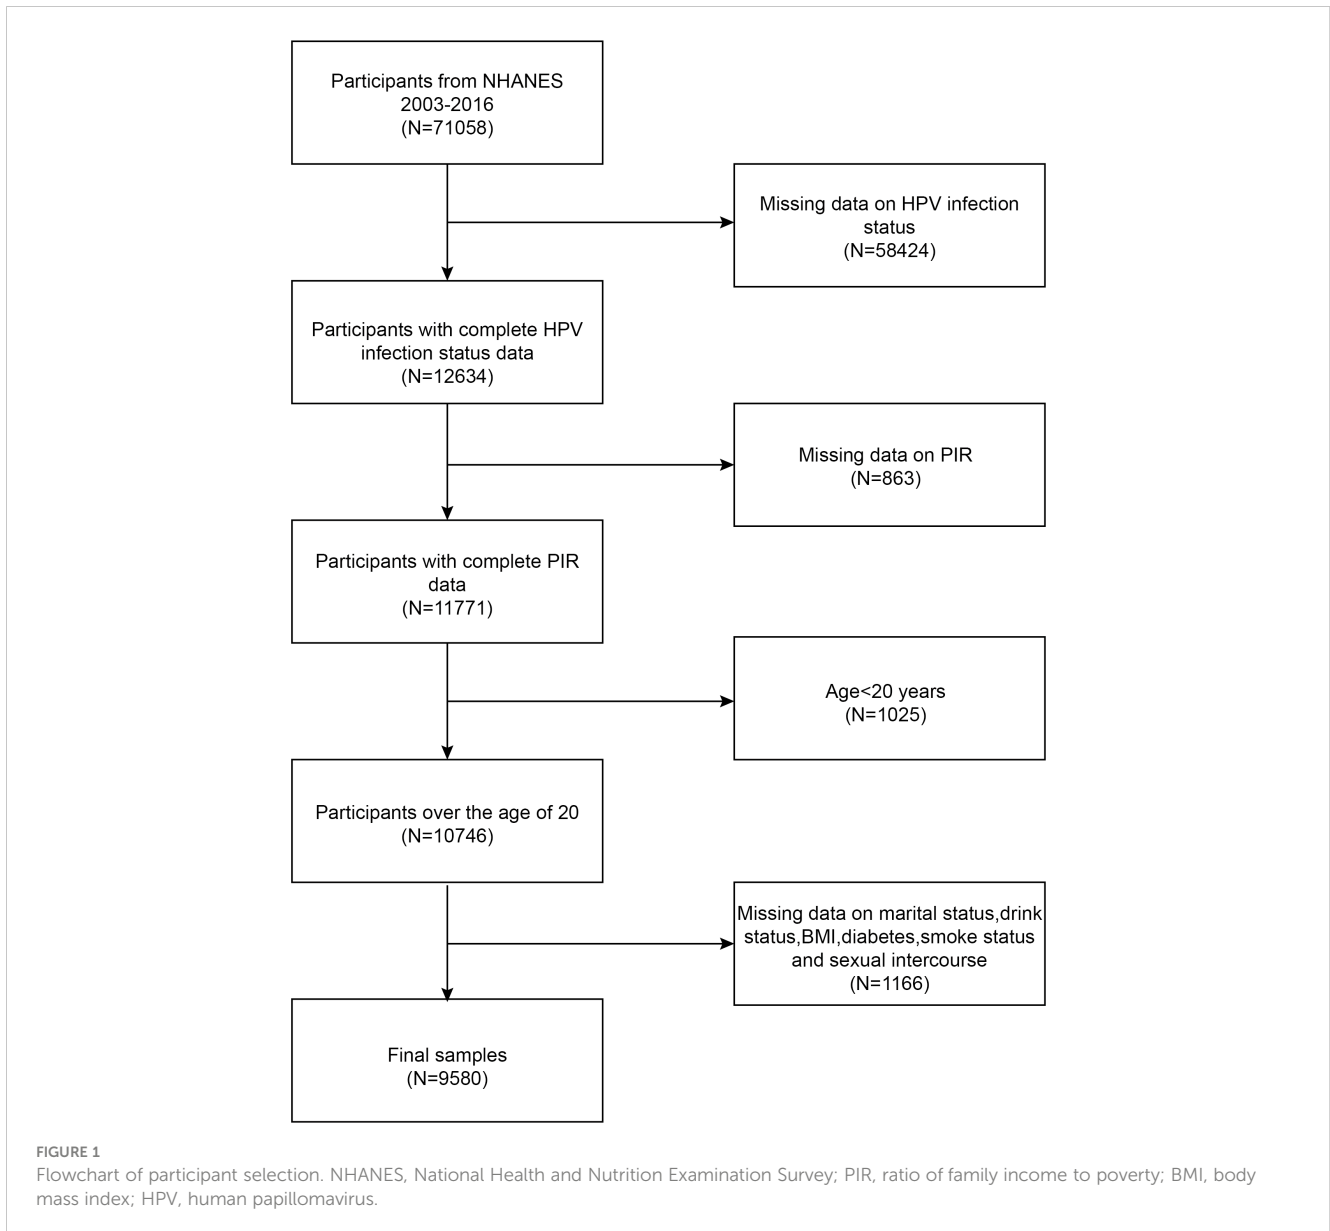 Participants from NHANES
2003-2016
(N=71058)
Missing data on HPV infection
status
(N=58424)
Participants with complete HPV
infection status data
(N=12634)
Missing data on PIR
(N=863)
Participants with complete PIR
data
(N=11771)
Age<20 years
(N=1025)
Participants over the age of 20
(N=10746)
Missing data on marital status,drink
status,BMI,diabetes,smoke status
and sexual intercourse
(N=1166)
Final samples
(N=9580)
FIGURE 1
Flowchart of participant selection. NHANES, National Health and Nutrition Examination Survey; PIR, ratio of family income to poverty; BMI, body
mass index; HPV, human papillomavirus.